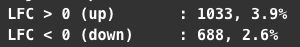 LFC > 0 (up)       : 1033, 3.9%
LFC < 0 (down)     : 688, 2.6%